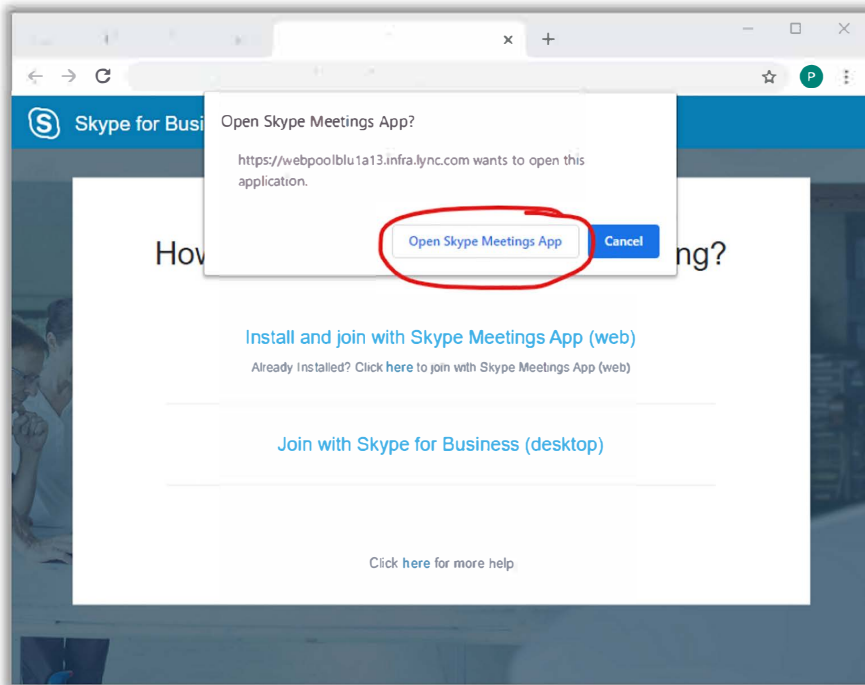 P
S Skype for Busi
Open Skype Meetings App?
https://webpoolblu1a13.infra.lync.com wants to open this
application.
Open Skype Meetings App Cancel
How ng?
Install and join with Skype Meetings App (web)
Already Installed? Click here to join with Skype Meetings App (web)
Join with Skype for Business (desktop)
Click here for more help